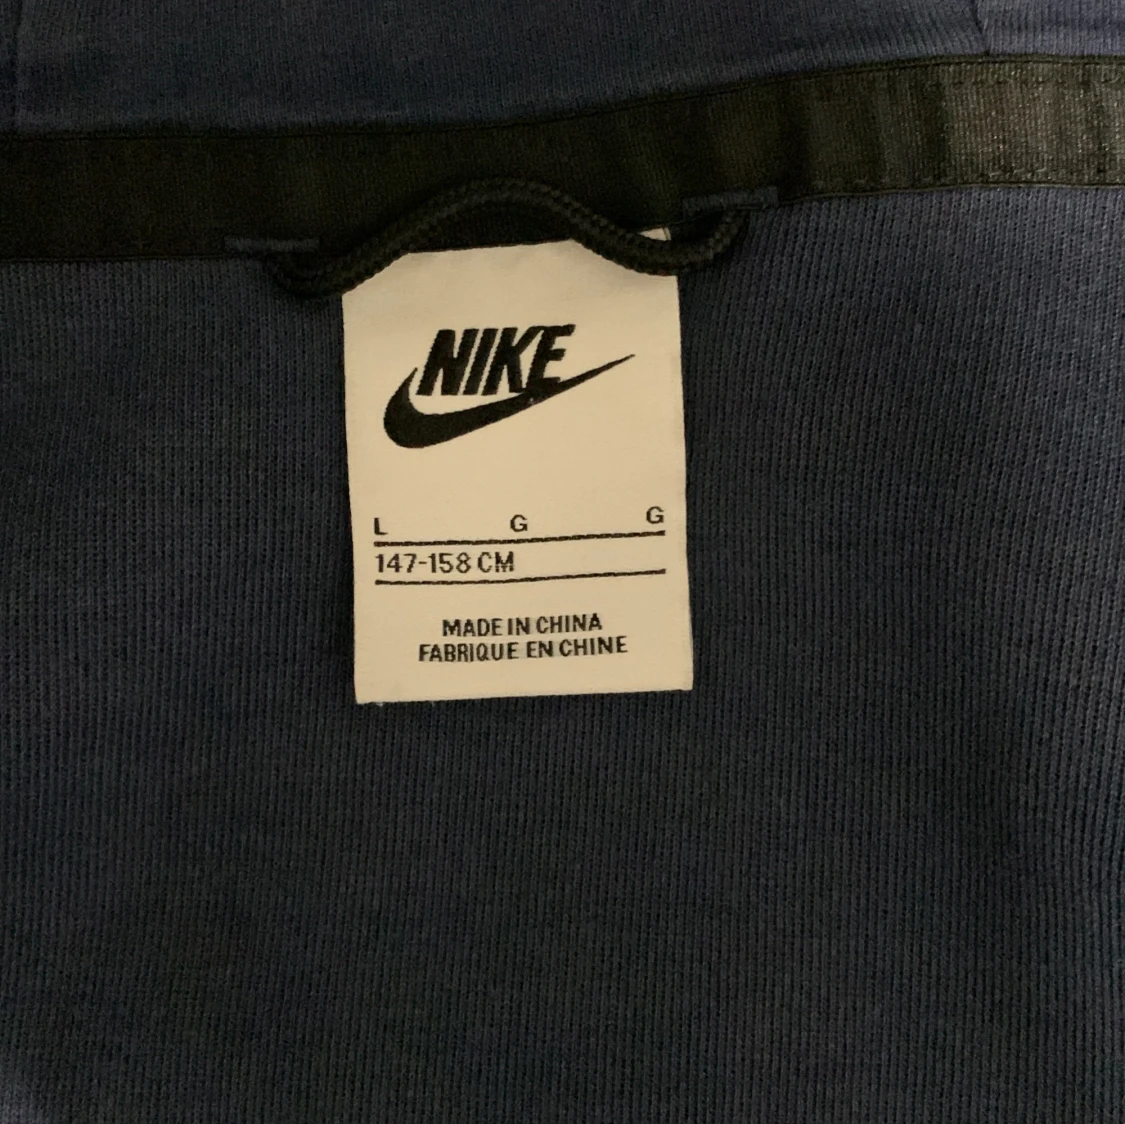 NIKE
L G G
147-158 CM
MADE IN CHINA
FABRIQUE EN CHINE